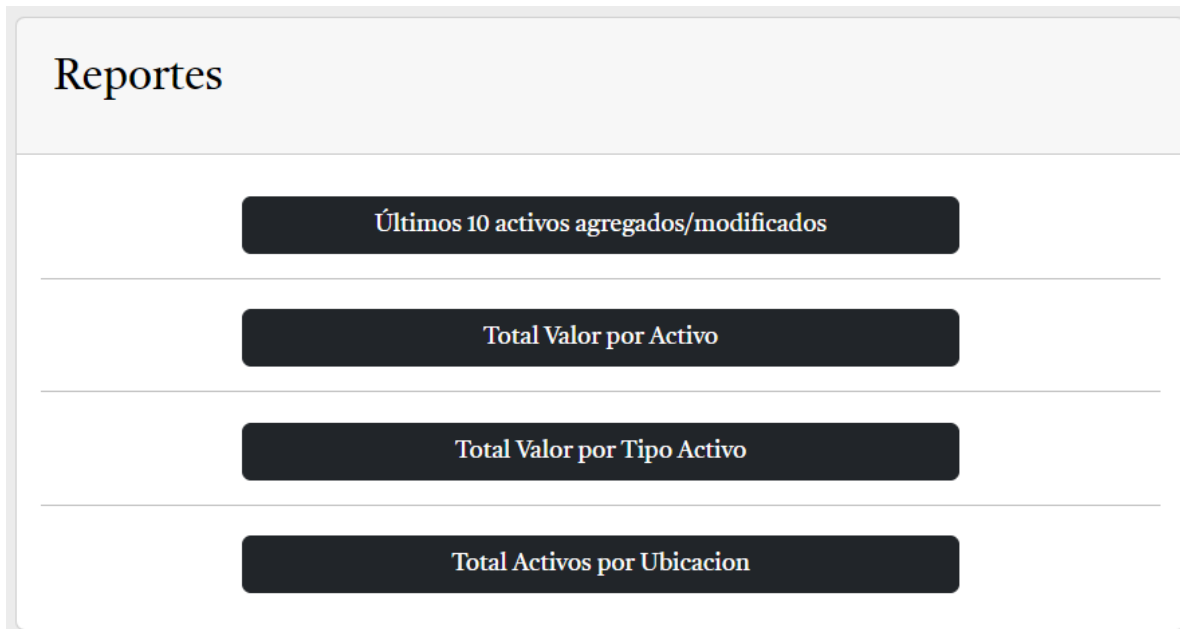 Reportes
Últimos 10 activos agregados/modificados
Total Valor por Activo
Total Valor por Tipo Activo
Total Activos por Ubicacion